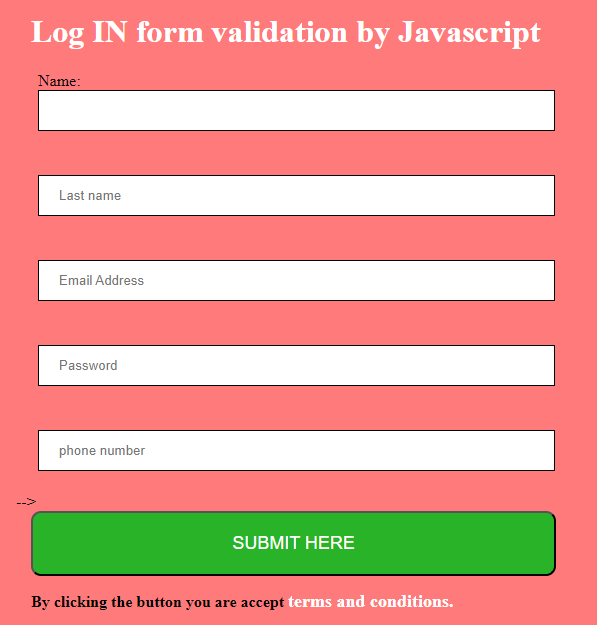 Log IN form validation by Javascript
Name:
Last name
Email Address
Password
phone number
-->
SUBMIT HERE
By clicking the button you are accept terms and conditions.